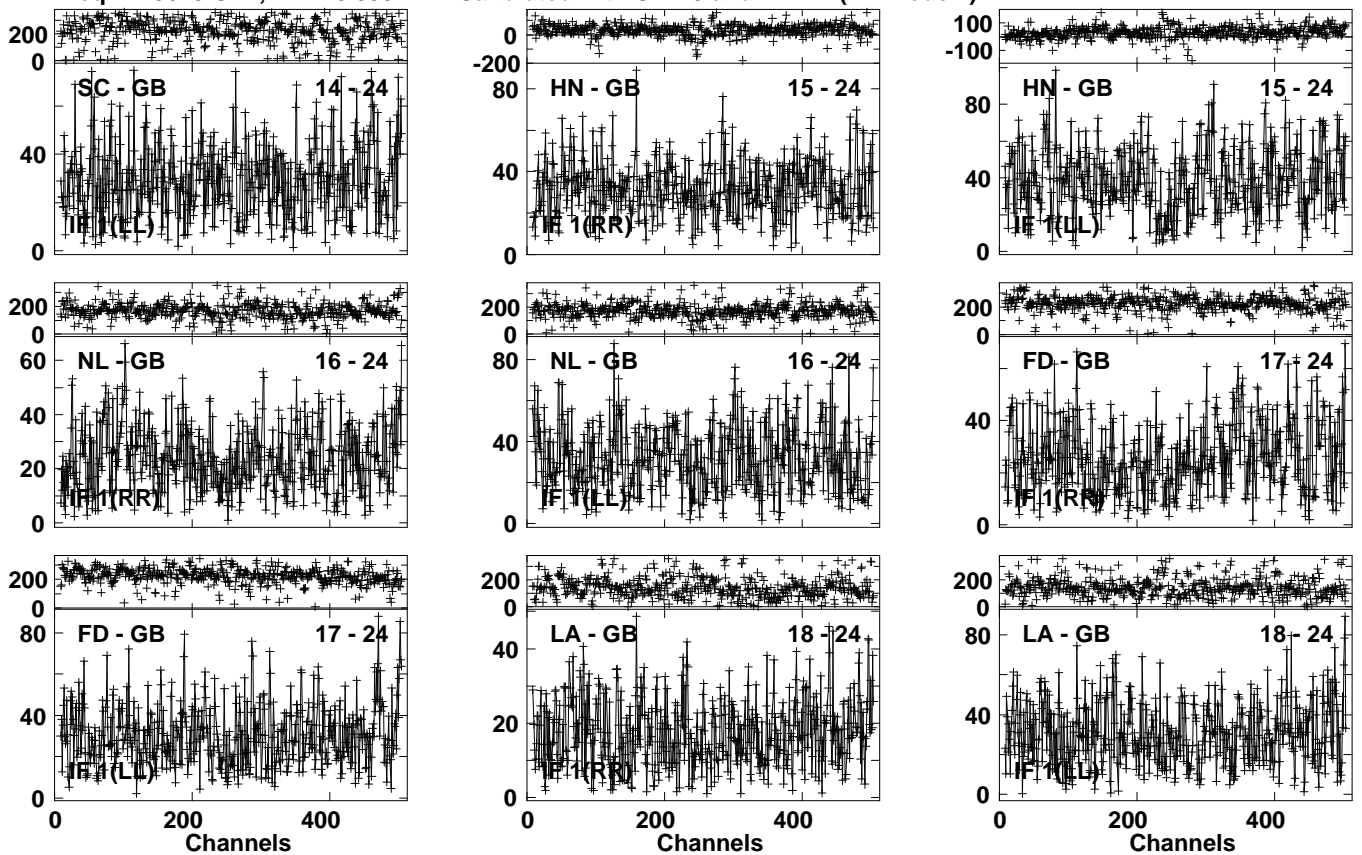 200
0
0
-200
100
-100
SC - GB 14 - 24
HN - GB 15 - 24
HN - GB 15 - 24
40
0
80
40
0
80
40
0
IF 1(LL)
IF 1(RR)
IF 1(LL)
200
0
200
0
200
0
NL - GB 16 - 24
NL - GB 16 - 24
FD - GB 17 - 24
60
40
20
0
80
40
0
40
0
IF 1(RR)
IF 1(LL)
IF 1(RR)
200
0
200
0
200
0
FD - GB 17 - 24
LA - GB 18 - 24
LA - GB 18 - 24
80
40
0
40
20
0
80
40
0
IF 1(LL)
IF 1(RR)
IF 1(LL)
0 200 400
0 200 400
0 200 400
Channels
Channels
Channels